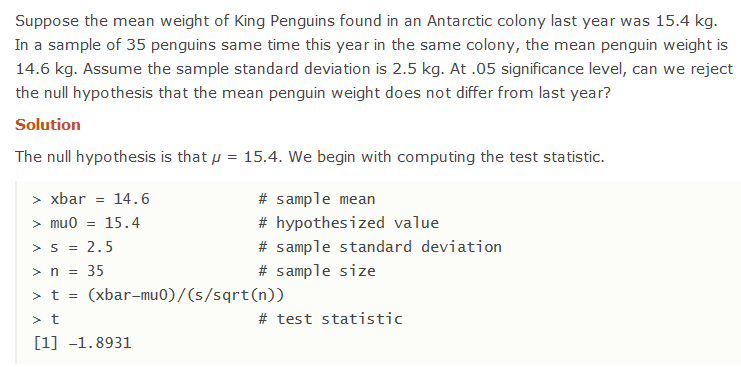 Suppose the mean weight of King Penguins found in an Antarctic colony last year was 15.4 kg.
In a sample of 35 penguins same time this year in the same colony, the mean penguin weight is
14.6 kg. Assume the sample standard deviation is 2.5 kg. At .05 significance level, can we reject
the null hypothesis that the mean penguin weight does not differ from last year?
Solution
The null hypothesis is that μ = 15.4. We begin with computing the test statistic.
> xbar = 14.6 # sample mean
> mu0 = 15.4 # hypothesized value
> s = 2.5 # sample standard deviation
> n = 35 # sample size
> t = (xbar−mu0)/(s/sqrt(n))
> t # test statistic
[1] −1.8931